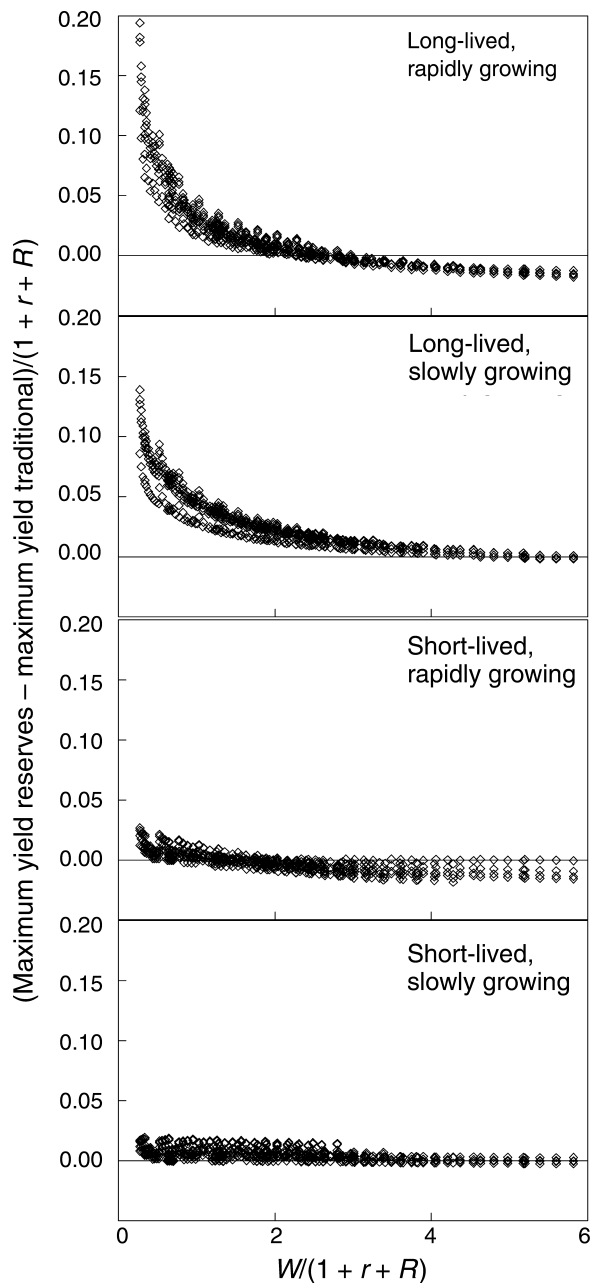 (Maximum yield reserves – maximum yield traditional)/(1 + r + R)
0.20
0.15
0.10
0.05
0.00
Long-lived,
rapidly growing
0.20
0.15
0.10
0.05
0.00
Long-lived,
slowly growing
0.20
0.15
0.10
0.05
0.00
Short-lived,
rapidly growing
0.20
0.15
0.10
0.05
0.00
Short-lived,
slowly growing
0 2 4 6
W/(1 + r + R)